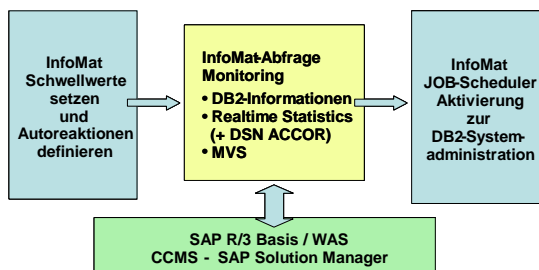 InfoMat
Schwellwerte
setzen
und
Autoreaktionen
definieren
InfoMat-Abfrage
Monitoring
• DB2-Informationen
• Realtime Statistics
(+ DSN ACCOR)
• MVS
InfoMat
JOB-Scheduler
Aktivierung
zur
DB2-System-
administration
SAP R/3 Basis / WAS
CCMS - SAP Solution Manager